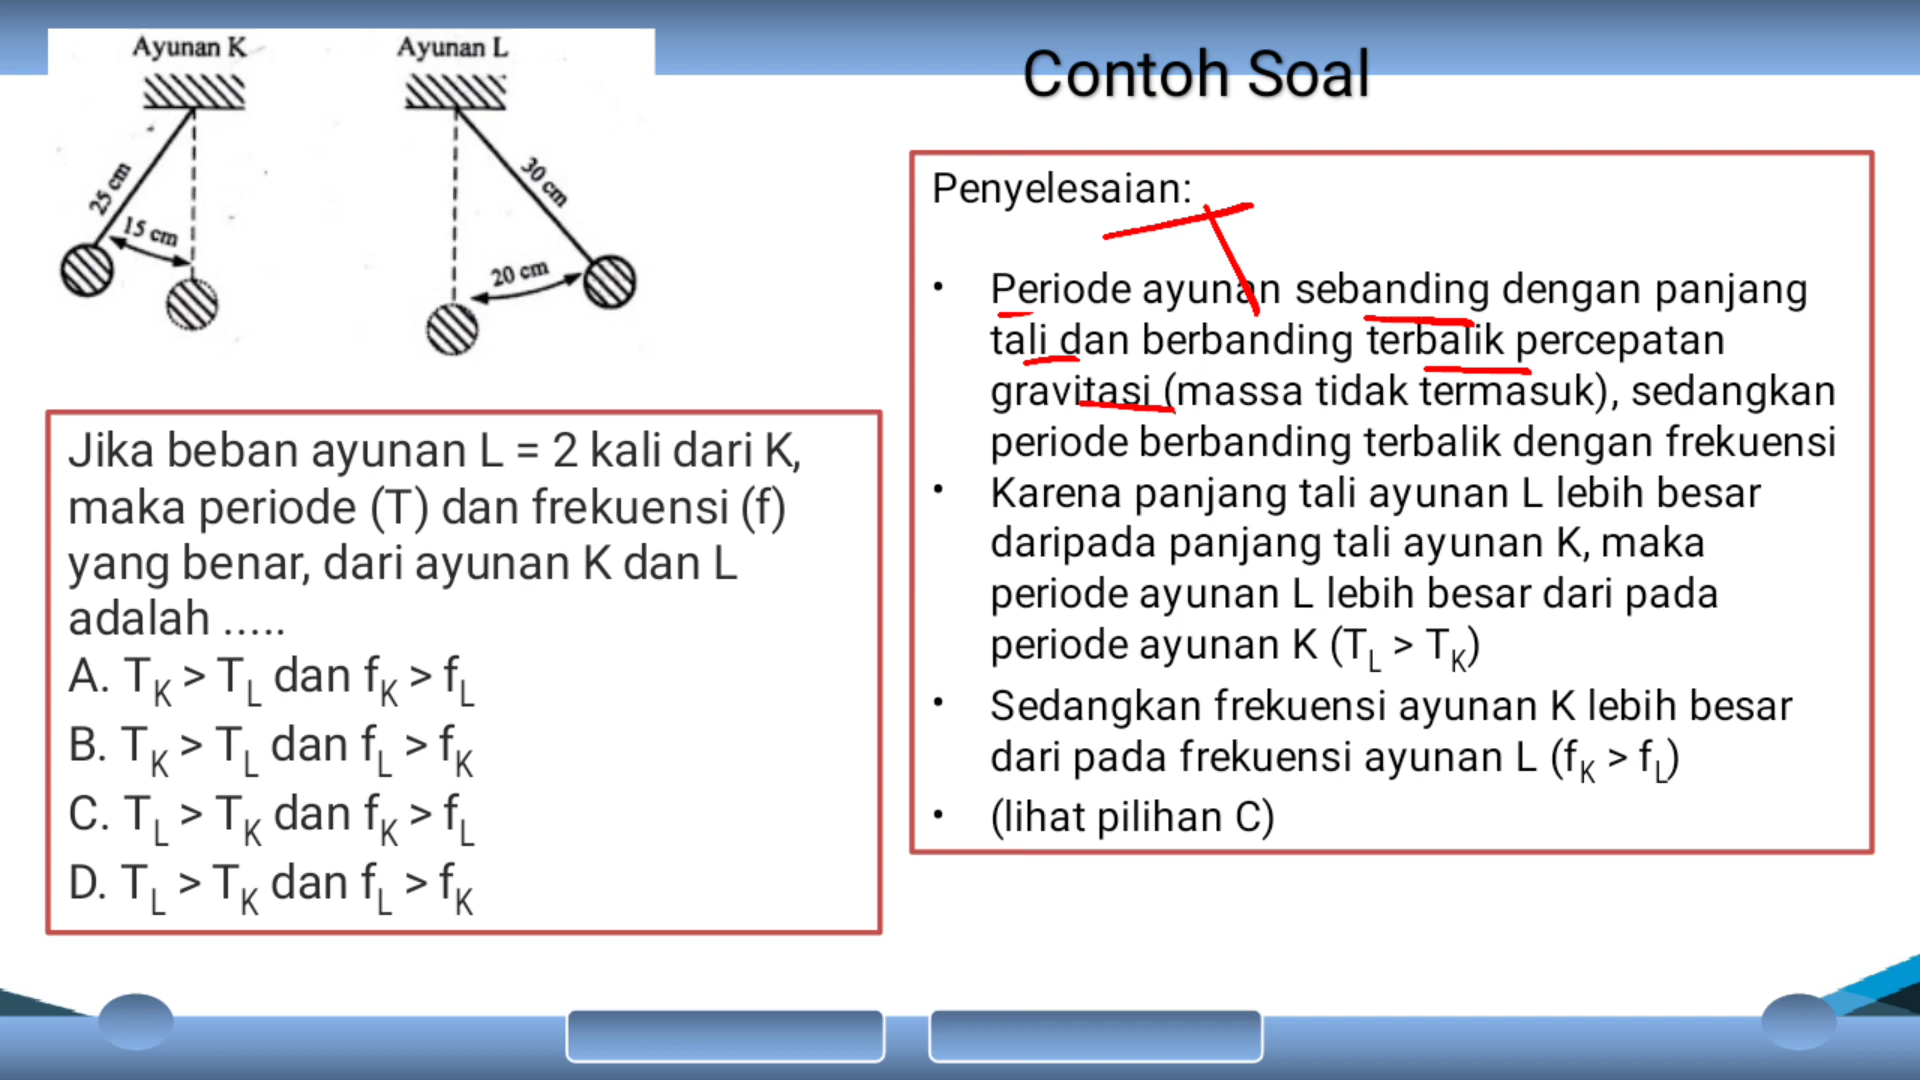 Ayunan K
Ayunan L
25 cm
15 cm
30 cm
20 cm
Contoh Soal
Jika beban ayunan L = 2 kali dari K,
maka periode (T) dan frekuensi (f)
yang benar, dari ayunan K dan L
adalah .....
A. TK > TL dan fK > fL
B. TK > TL dan fL > fK
C. TL > TK dan fK > fL
D. TL > TK dan fL > fK
Penyelesaian:
T
• Periode ayunan sebanding dengan panjang
tali dan berbanding terbalik percepatan
gravitasi (massa tidak termasuk), sedangkan
periode berbanding terbalik dengan frekuensi
• Karena panjang tali ayunan L lebih besar
daripada panjang tali ayunan K, maka
periode ayunan L lebih besar dari pada
periode ayunan K (TL > TK)
• Sedangkan frekuensi ayunan K lebih besar
dari pada frekuensi ayunan L (fK > fL)
• (lihat pilihan C)